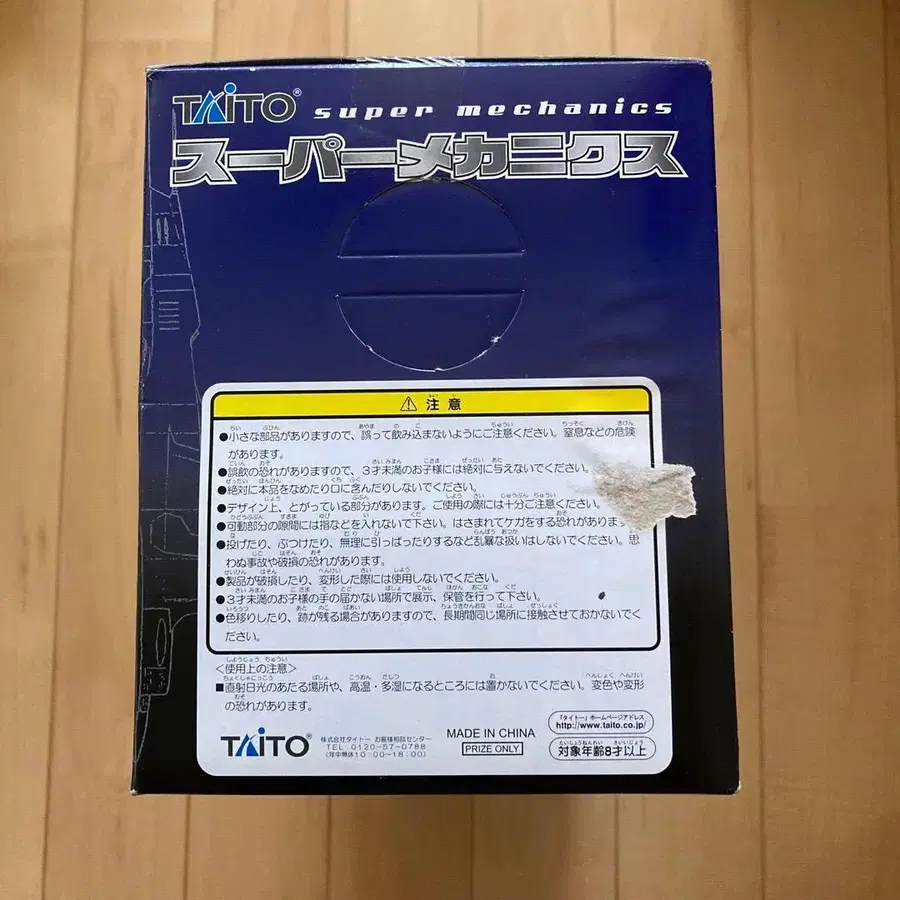 TAITO® super mechanics
スーパーメカニクス
⚠ 注意
●小さな部品がありますので、誤って飲み込まないようにご注意ください。窒息などの危険
があります。
●誤飲の恐れがありますので、3才未満のお子様には絶対に与えないでください。
●絶対に本品をなめたり口に含んだりしないでください。
●デザイン上、とがっている部分があります。ご使用の際には十分ご注意ください。
●可動部分の隙間には指などを入れないで下さい。はさまれてケガをする恐れがあります
●投げたり、ぶつけたり、無理に引っぱったりするなど乱暴な扱いはしないでください。思
わぬ事故や破損の恐れがあります。
●製品が破損したり、変形した際には使用しないでください。
●3才未満のお子様の手の届かない場所で展示、保管を行って下さい。
●色移りしたり、跡が残る場合がありますので、長期間同じ場所に接触させておかないでく
ださい。
<使用上の注意>
■直射日光のあたる場所や、高温・多湿になるところには置かないでください。変色や変形
の恐れがあります。
TAITO
株式会社タイトー お客様相談センター
TEL 0120-57-0788
(年中無休10:00~18:00)
MADE IN CHINA
PRIZE ONLY
「タイトー」ホームページアドレス
http://www.taito.co.jp/
対象年齢8才以上